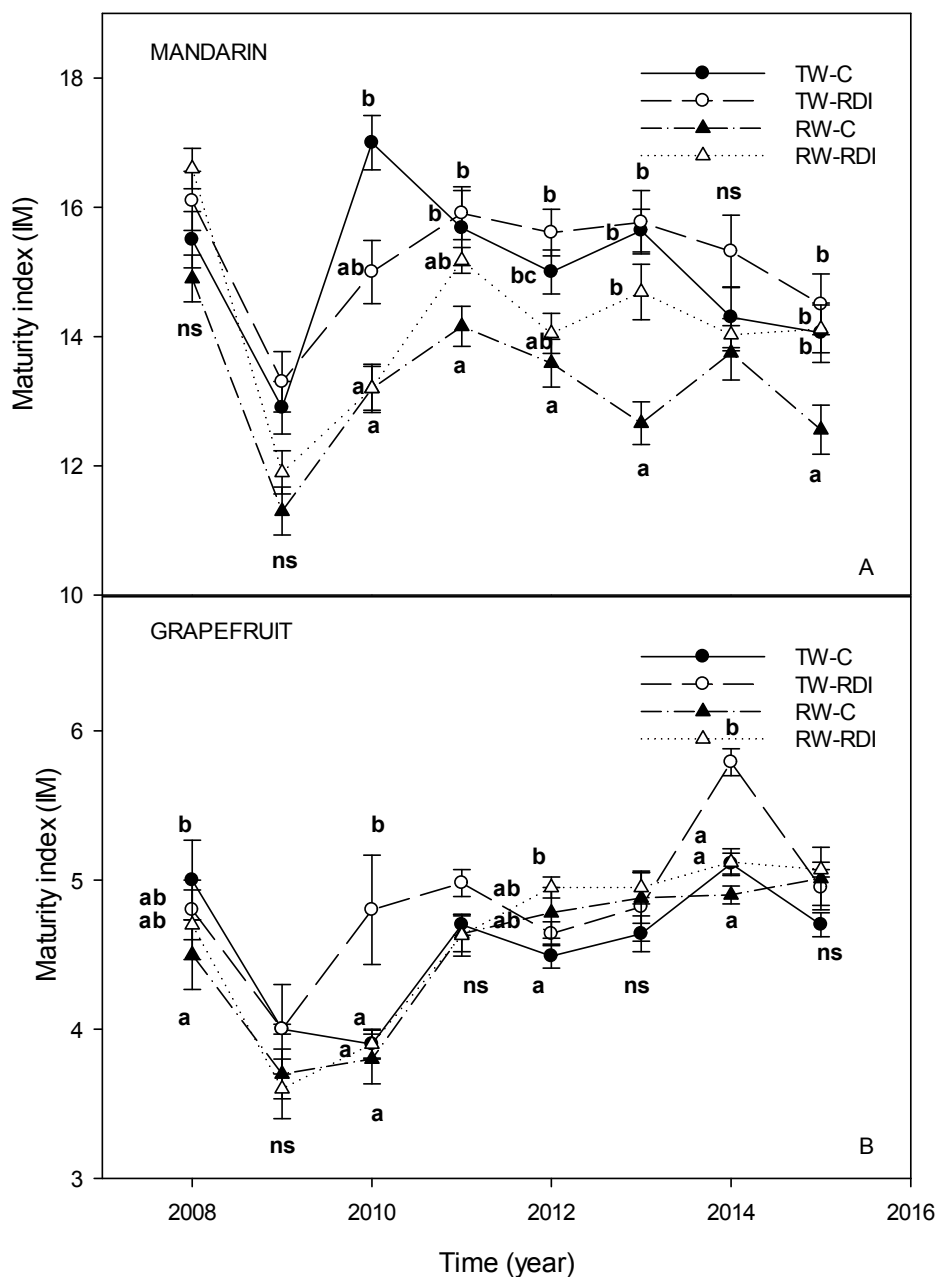 MANDARIN
TW-C
TW-RDI
RW-C
RW-RDI
Maturity index (IM)
18
16
14
12
10
ns
ns
b
ab
a
a
b
b
ab
a
b
bc
ab
a
b
b
b
a
ns
b
b
b
a
A
GRAPEFRUIT
TW-C
TW-RDI
RW-C
RW-RDI
Maturity index (IM)
6
5
4
3
b
ab
ab
a
ns
b
a
a
a
ns
b
ab
ab
a
ns
b
a
a
a
ns
B
2008 2010 2012 2014 2016
Time (year)